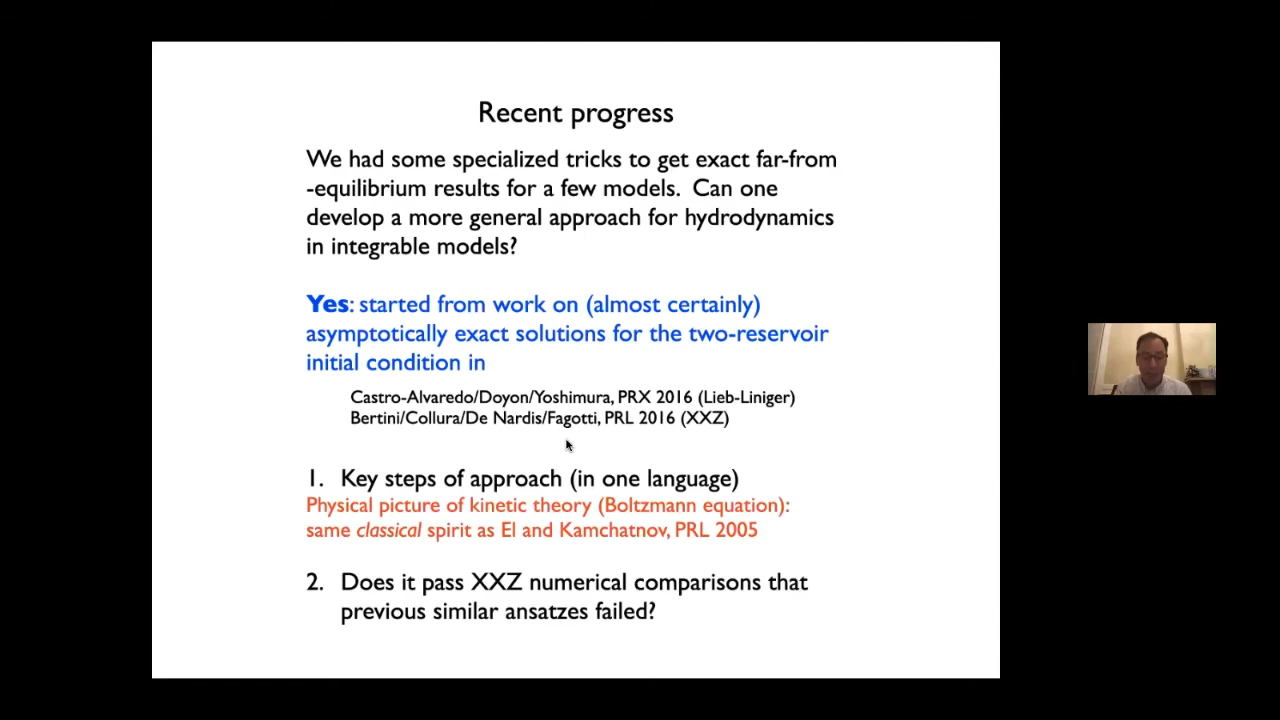 Recent progress
We had some specialized tricks to get exact far-from
-equilibrium results for a few models. Can one
develop a more general approach for hydrodynamics
in integrable models?
Yes: started from work on (almost certainly)
asymptotically exact solutions for the two-reservoir
initial condition in
Castro-Alvaredo/Doyon/Yoshimura, PRX 2016 (Lieb-Liniger)
Bertini/Collura/De Nardis/Fagotti, PRL 2016 (XXZ)
1. Key steps of approach (in one language)
Physical picture of kinetic theory (Boltzmann equation):
same classical spirit as El and Kamchatnov, PRL 2005
2. Does it pass XXZ numerical comparisons that
previous similar ansatzes failed?